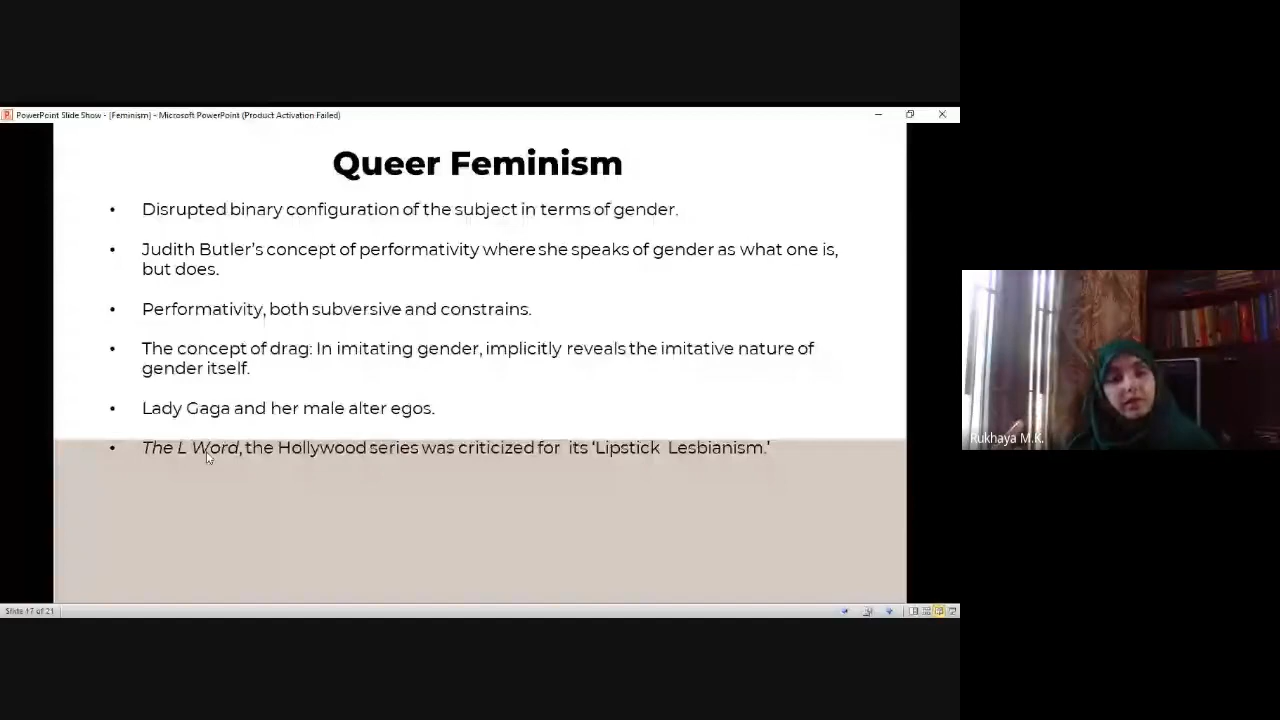 PowerPoint Slide Show - [Feminism] - Microsoft PowerPoint (Product Activation Failed)
Queer Feminism
• Disrupted binary configuration of the subject in terms of gender.
• Judith Butler's concept of performativity where she speaks of gender as what one is,
but does.
• Performativity, both subversive and constrains.
• The concept of drag: In imitating gender, implicitly reveals the imitative nature of
gender itself.
• Lady Gaga and her male alter egos.
• The L Word, the Hollywood series was criticized for its 'Lipstick Lesbianism.'
Rukhaya M.K.
Slide 17 of 21